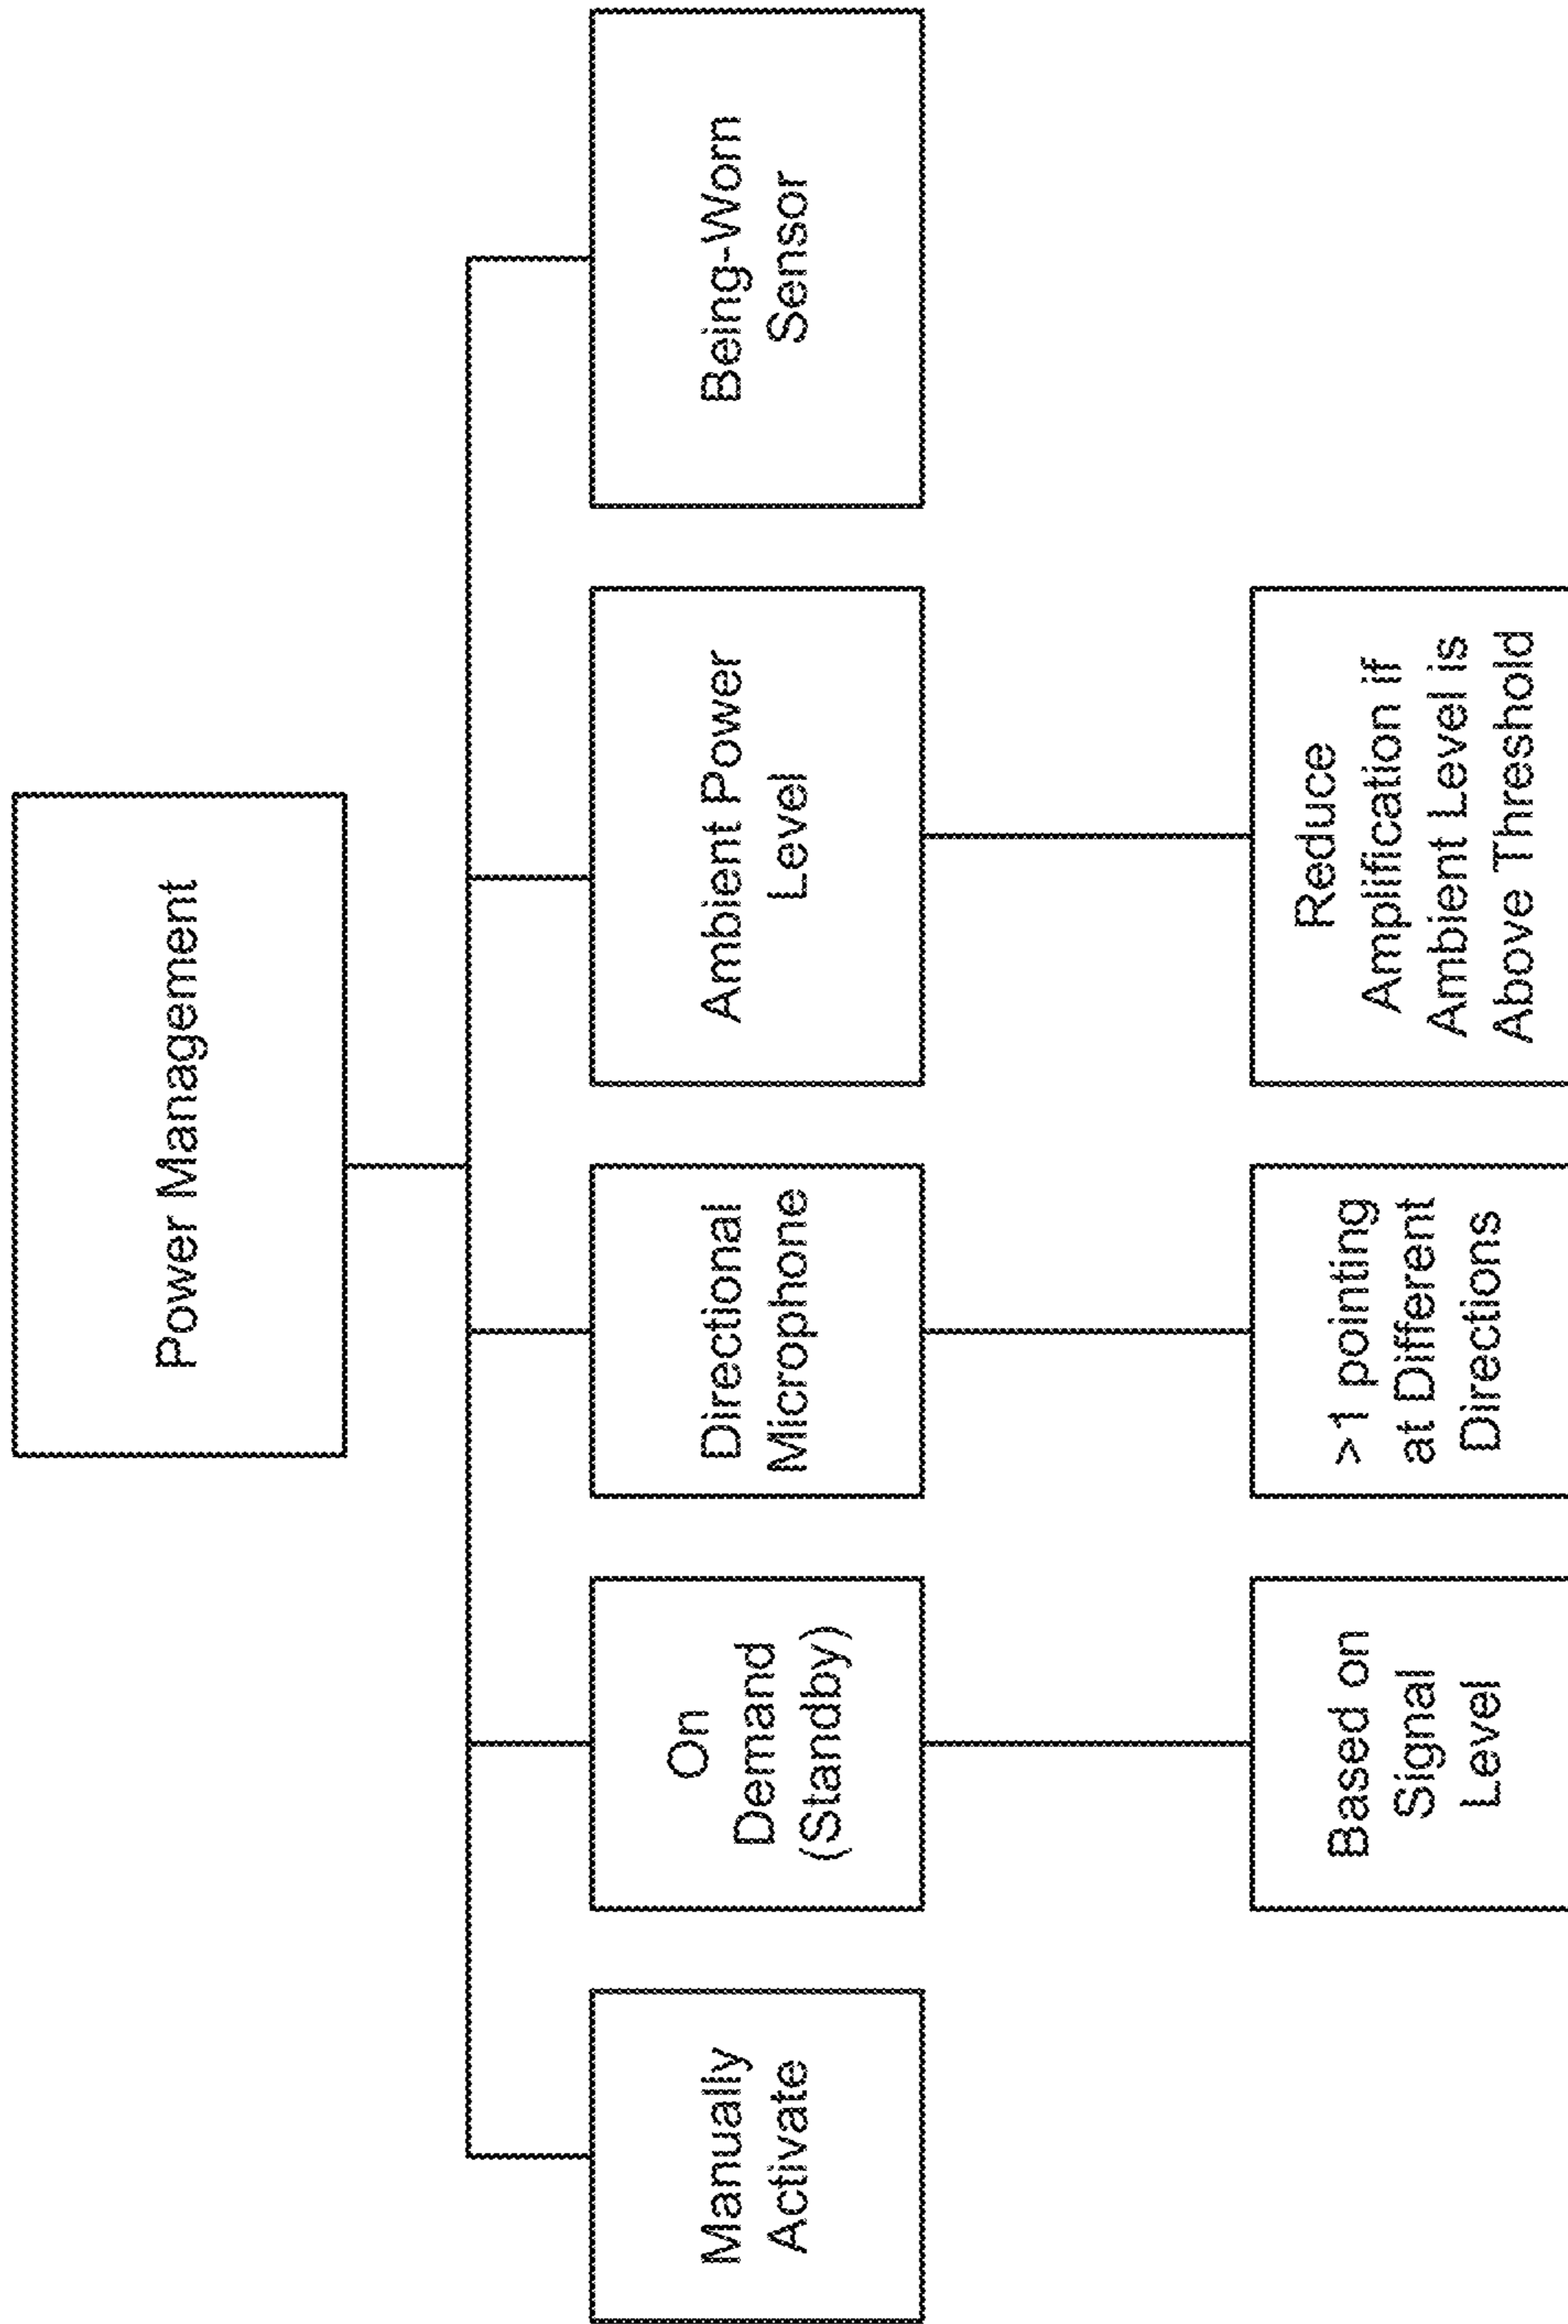 Power Management
Manually
Activate
On
Demand
(Standby)
Directional
Microphone
Ambient Power
Level
Being-Worn
Sensor
Based on
Signal
Level
>1 pointing
at Different
Directions
Reduce
Amplification if
Ambient Level is
Above Threshold